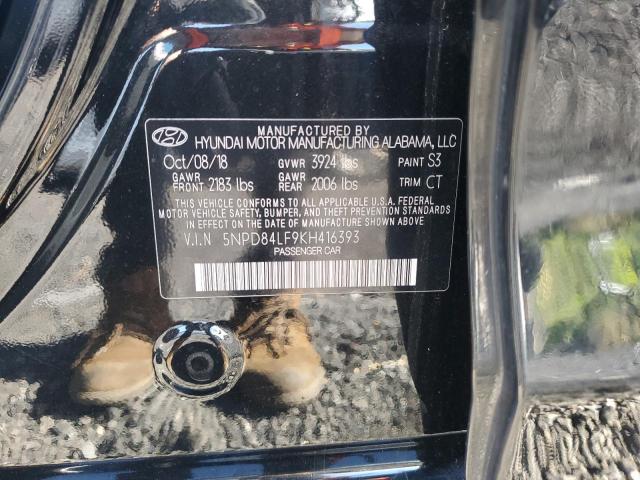 MANUFACTURED BY
HYUNDAI MOTOR MANUFACTURING ALABAMA, LLC
Oct/08/18 GVWR 3924 lbs PAINT S3
GAWR FRONT 2183 lbs GAWR REAR 2006 lbs TRIM CT
THIS VEHICLE CONFORMS TO ALL APPLICABLE U.S.A. FEDERAL
MOTOR VEHICLE SAFETY, BUMPER, AND THEFT PREVENTION STANDARDS
IN EFFECT ON THE DATE OF MANUFACTURE SHOWN ABOVE.
V.I.N 5NPD84LF9KH416393
PASSENGER CAR